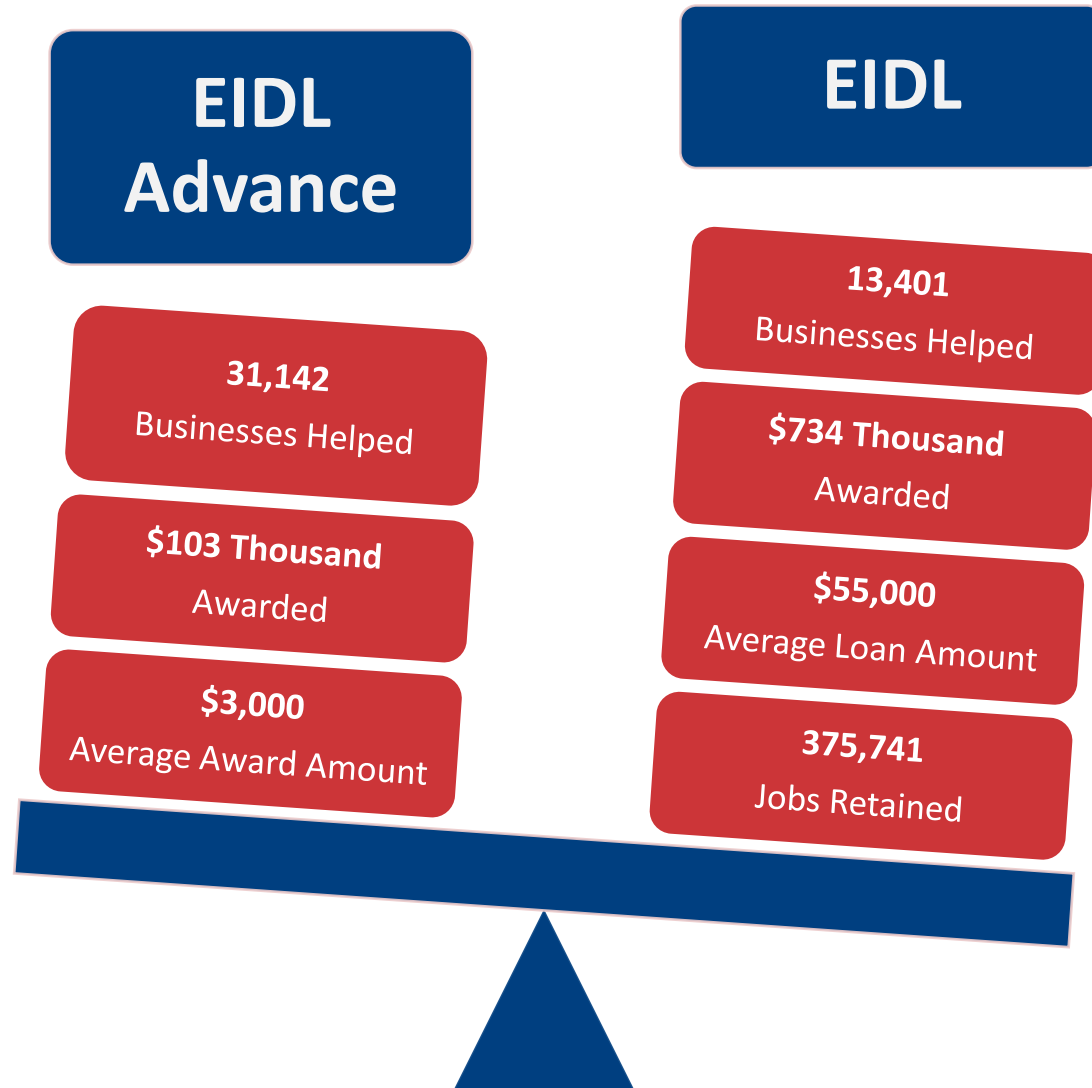 EIDL
Advance
31,142
Businesses Helped
$103 Thousand
Awarded
$3,000
Average Award Amount
EIDL
13,401
Businesses Helped
$734 Thousand
Awarded
$55,000
Average Loan Amount
375,741
Jobs Retained